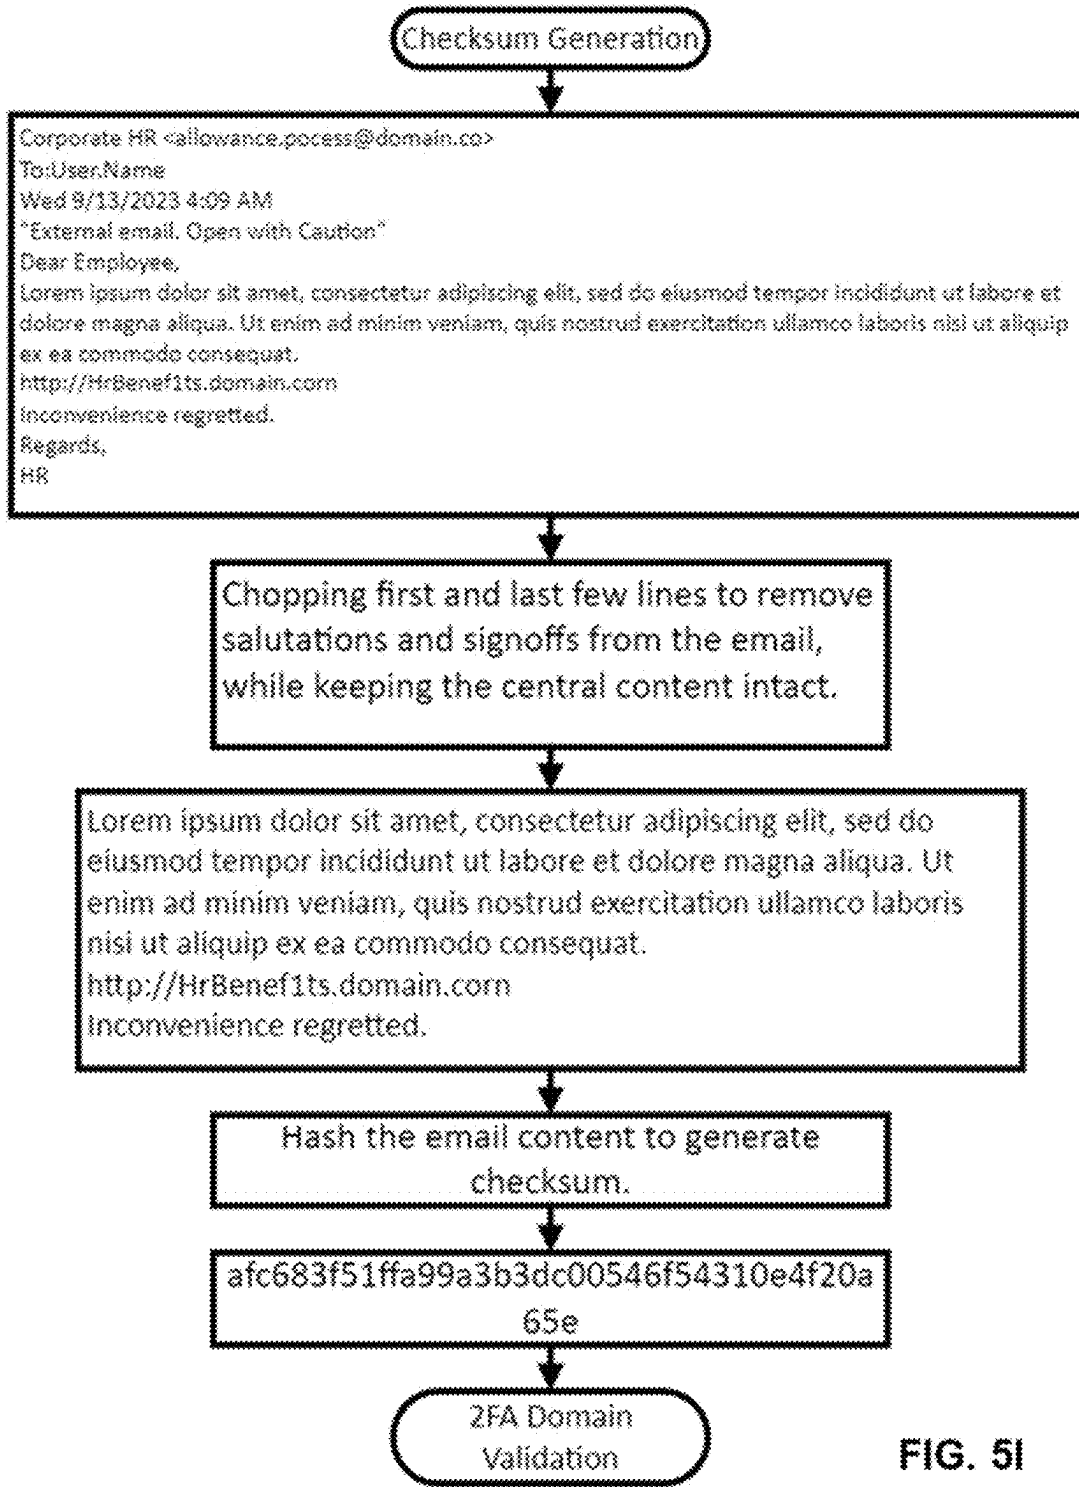 Checksum Generation
Corporate HR <allowance.pocess@domain.co>
To:User.Name
Wed 9/13/2023 4:09 AM
"External email. Open with Caution"
Dear Employee,
Lorem ipsum dolor sit amet, consectetur adipiscing elit, sed do eiusmod tempor incididunt ut labore et
dolore magna aliqua. Ut enim ad minim veniam, quis nostrud exercitation ullamco laboris nisi ut aliquip
ex ea commodo consequat.
http://HrBenef1ts.domain.corn
Inconvenience regretted.
Regards,
HR
Chopping first and last few lines to remove
salutations and signoffs from the email,
while keeping the central content intact.
Lorem ipsum dolor sit amet, consectetur adipiscing elit, sed do
eiusmod tempor incididunt ut labore et dolore magna aliqua. Ut
enim ad minim veniam, quis nostrud exercitation ullamco laboris
nisi ut aliquip ex ea commodo consequat.
http://HrBenef1ts.domain.corn
Inconvenience regretted.
Hash the email content to generate
checksum.
afc683f51ffa99a3b3dc00546f54310e4f20a
65e
2FA Domain
Validation
FIG. 5I